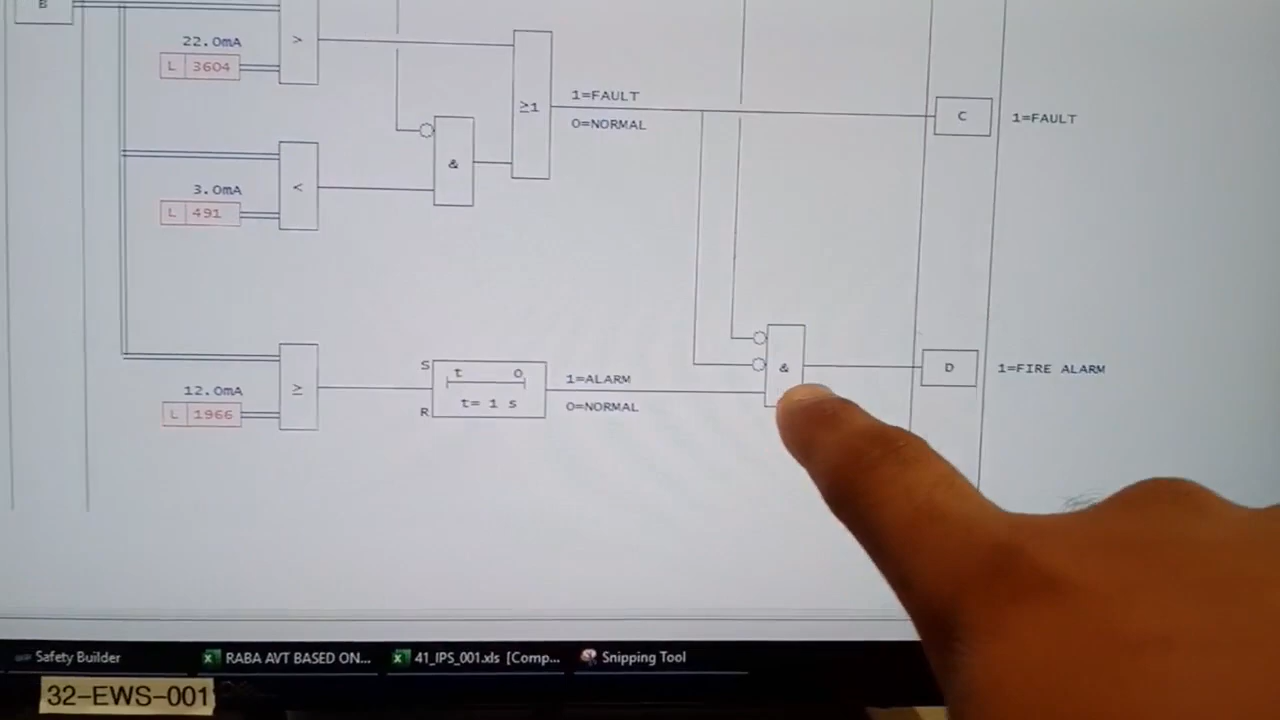 B
22.0mA
L 3604
>
≥1
1=FAULT
0=NORMAL
C
1=FAULT
&
3.0mA
L 491
<
12.0mA
L 1966
≥
S
R
t 0
t= 1 s
1=ALARM
0=NORMAL
&
D
1=FIRE ALARM
Safety Builder
RABA AVT BASED ON...
41_IPS_001.xls [Comp...
Snipping Tool
32-EWS-001